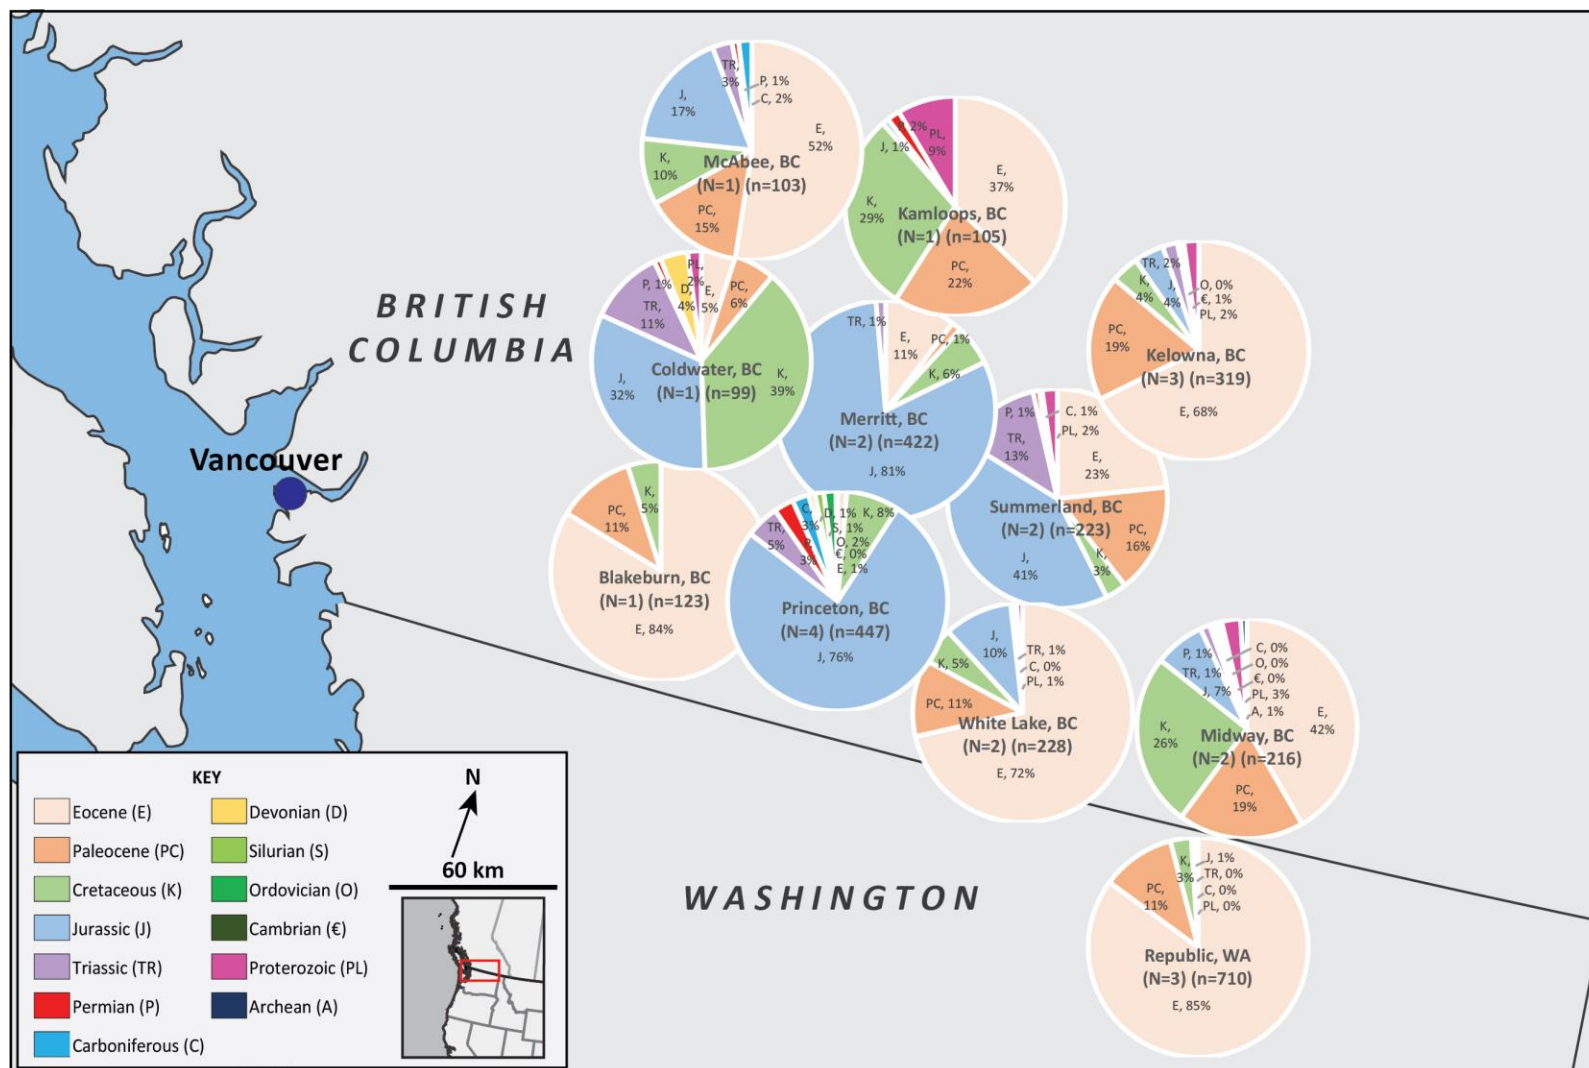 TR,
3%
P, 1%
C, 2%
J,
17%
E,
52%
K,
10%
McAbee, BC
(N=1) (n=103)
PC,
15%
P, 2%
PL,
9%
J, 1%
E,
37%
K,
29%
Kamloops, BC
(N=1) (n=105)
PC,
22%
BRITISH
COLUMBIA
PL,
2%
P, 1%
D,
4%
E,
5%
PC,
6%
TR,
11%
J,
32%
Coldwater, BC
(N=1) (n=99)
K,
39%
TR, 1%
E,
11%
PC, 1%
K, 6%
Merritt, BC
(N=2) (n=422)
J, 81%
TR, 2%
K,
4%
J,
4%
O, 0%
€, 1%
PL, 2%
PC,
19%
Kelowna, BC
(N=3) (n=319)
E, 68%
P, 1%
C, 1%
PL, 2%
TR,
13%
E,
23%
Summerland, BC
(N=2) (n=223)
PC,
16%
J,
41%
K,
3%
Vancouver
K,
5%
PC,
11%
Blakeburn, BC
(N=1) (n=123)
E, 84%
C,
3%
D, 1%
K, 8%
TR,
5%
S, 1%
P,
3%
O, 2%
€, 0%
E, 1%
Princeton, BC
(N=4) (n=447)
J, 76%
J,
10%
TR, 1%
C, 0%
PL, 1%
K, 5%
PC, 11%
White Lake, BC
(N=2) (n=228)
E, 72%
P, 1%
TR, 1%
J, 7%
C, 0%
O, 0%
€, 0%
PL, 3%
A, 1%
E,
42%
K,
26%
Midway, BC
(N=2) (n=216)
PC,
19%
WASHINGTON
K,
3%
J, 1%
TR, 0%
C, 0%
PL, 0%
PC,
11%
Republic, WA
(N=3) (n=710)
E, 85%
KEY
Eocene (E)
Paleocene (PC)
Cretaceous (K)
Jurassic (J)
Triassic (TR)
Permian (P)
Carboniferous (C)
Devonian (D)
Silurian (S)
Ordovician (O)
Cambrian (€)
Proterozoic (PL)
Archean (A)
N
60 km